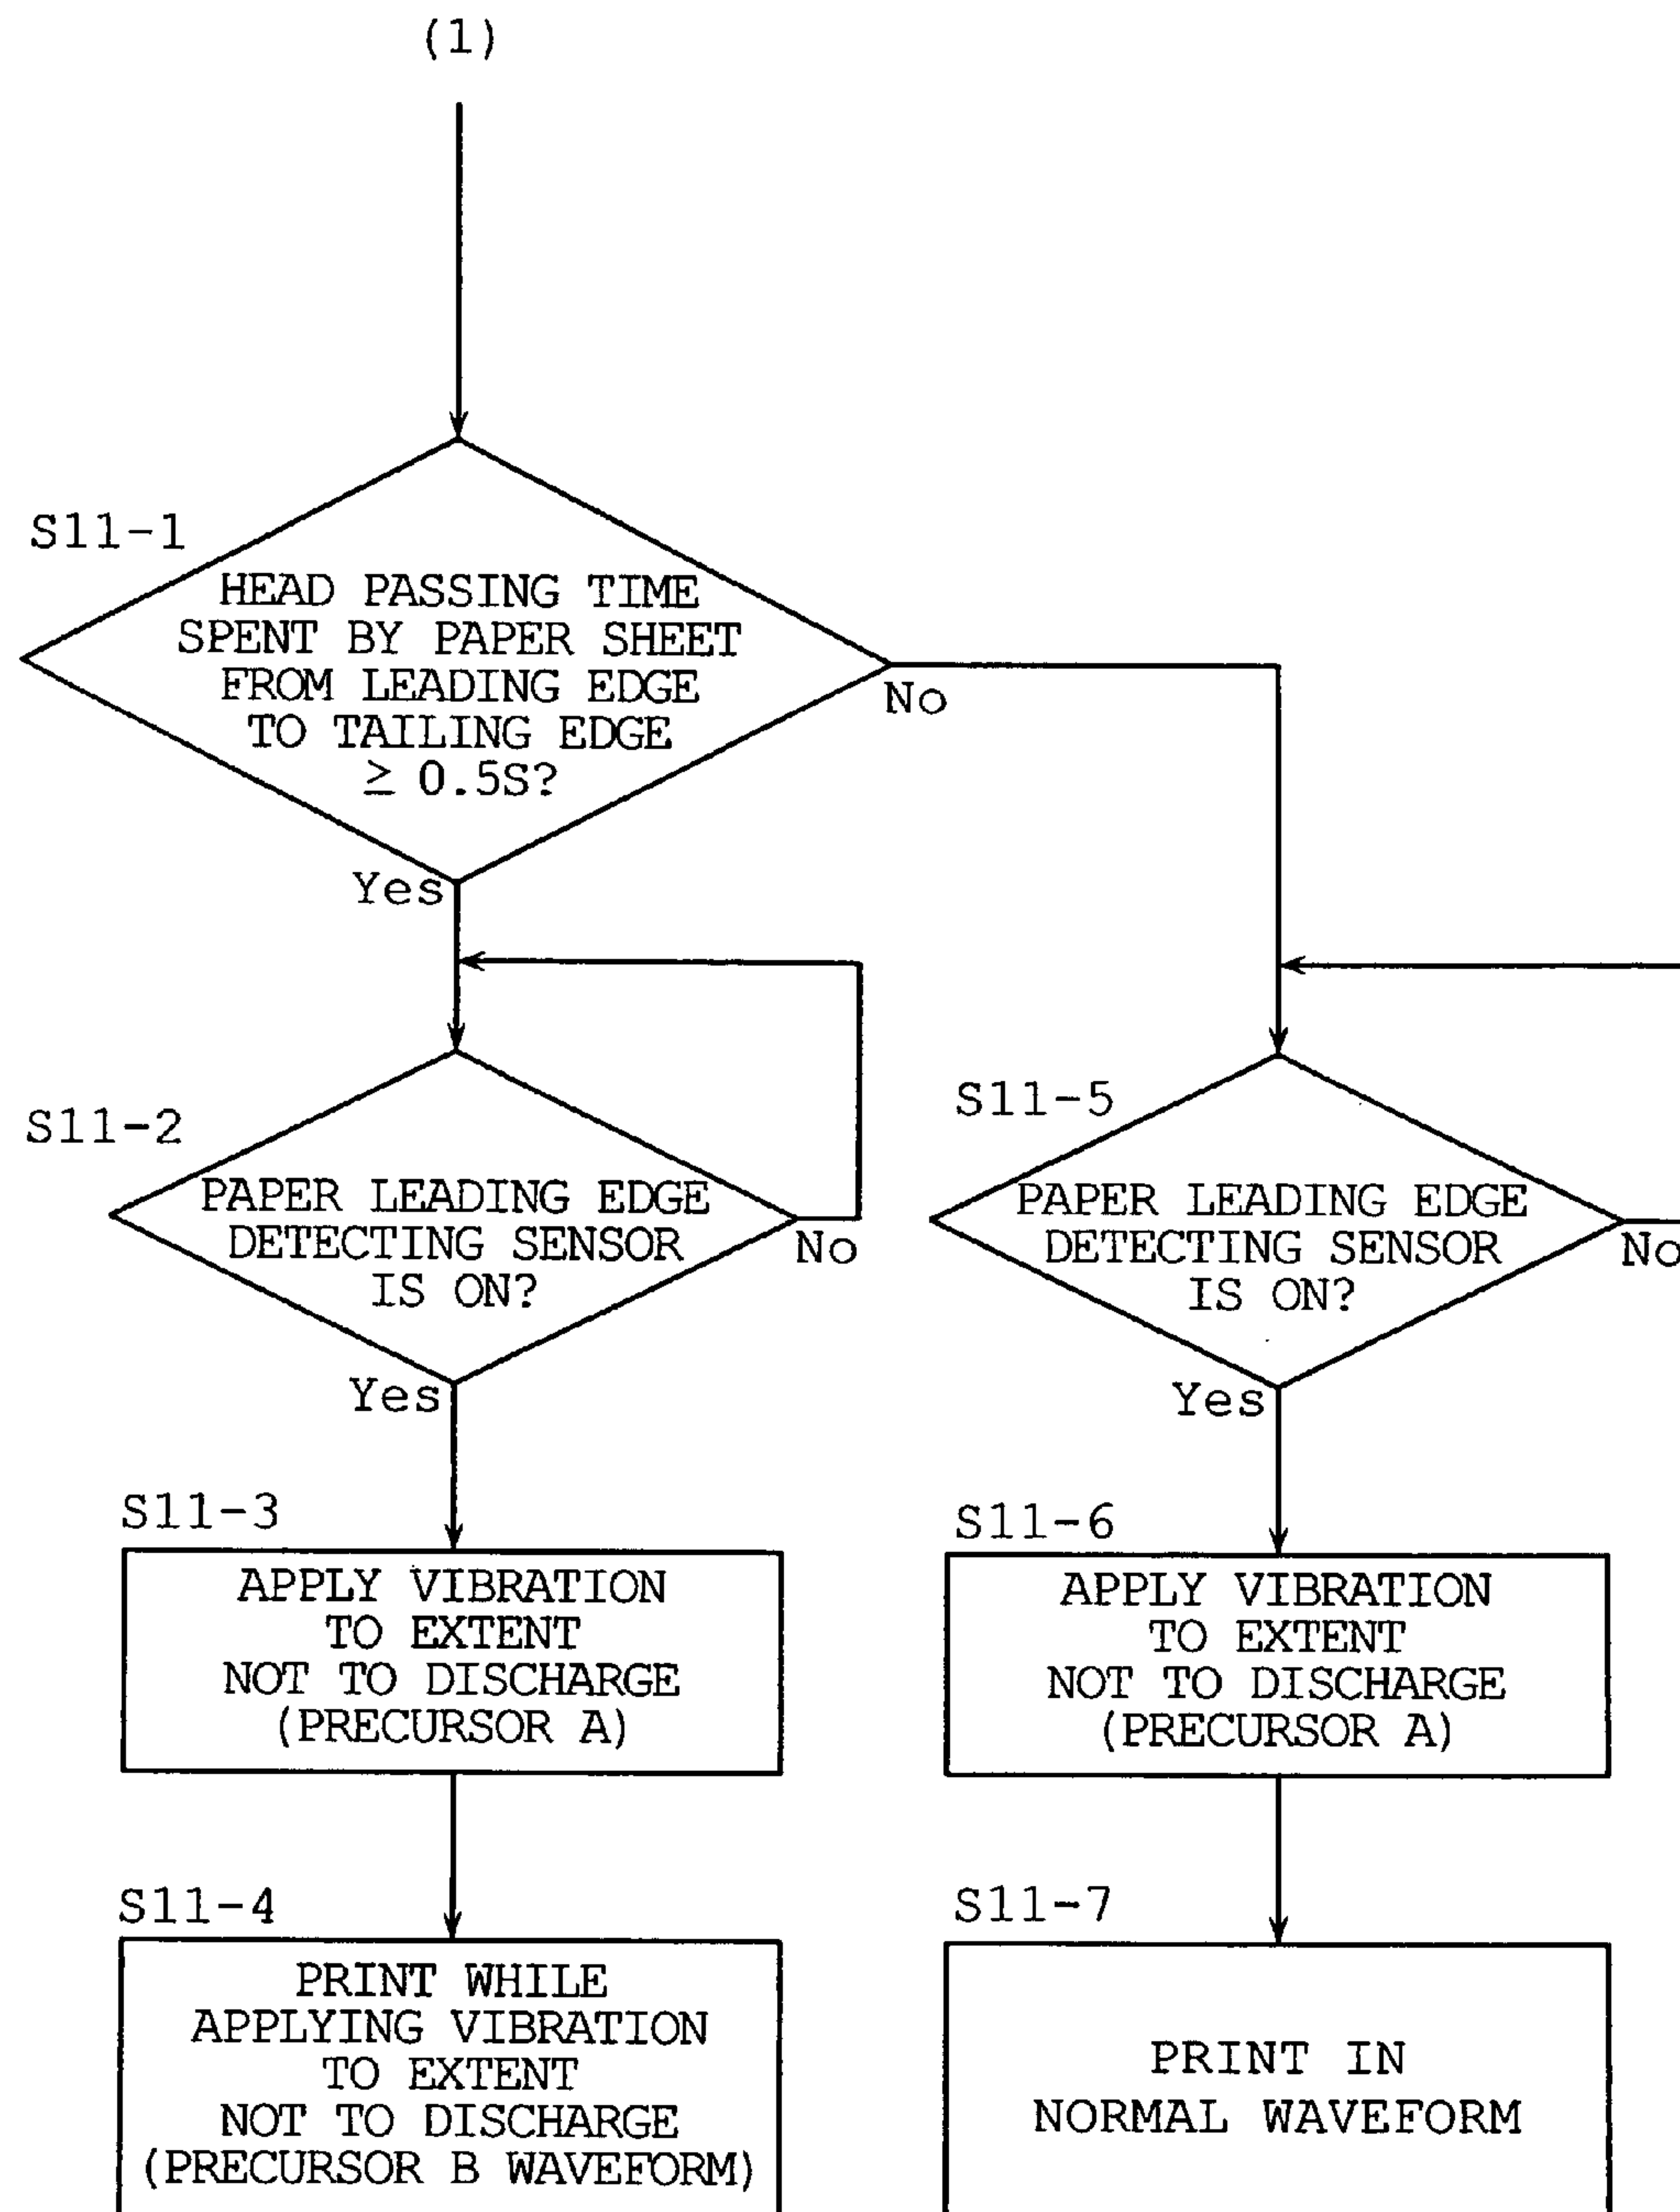 (1)
S11-1
HEAD PASSING TIME
SPENT BY PAPER SHEET
FROM LEADING EDGE
TO TAILING EDGE
≥ 0.5S?
No
Yes
S11-2
PAPER LEADING EDGE
DETECTING SENSOR
IS ON?
No
Yes
S11-3
APPLY VIBRATION
TO EXTENT
NOT TO DISCHARGE
(PRECURSOR A)
S11-4
PRINT WHILE
APPLYING VIBRATION
TO EXTENT
NOT TO DISCHARGE
(PRECURSOR B WAVEFORM)
S11-5
PAPER LEADING EDGE
DETECTING SENSOR
IS ON?
No
Yes
S11-6
APPLY VIBRATION
TO EXTENT
NOT TO DISCHARGE
(PRECURSOR A)
S11-7
PRINT IN
NORMAL WAVEFORM